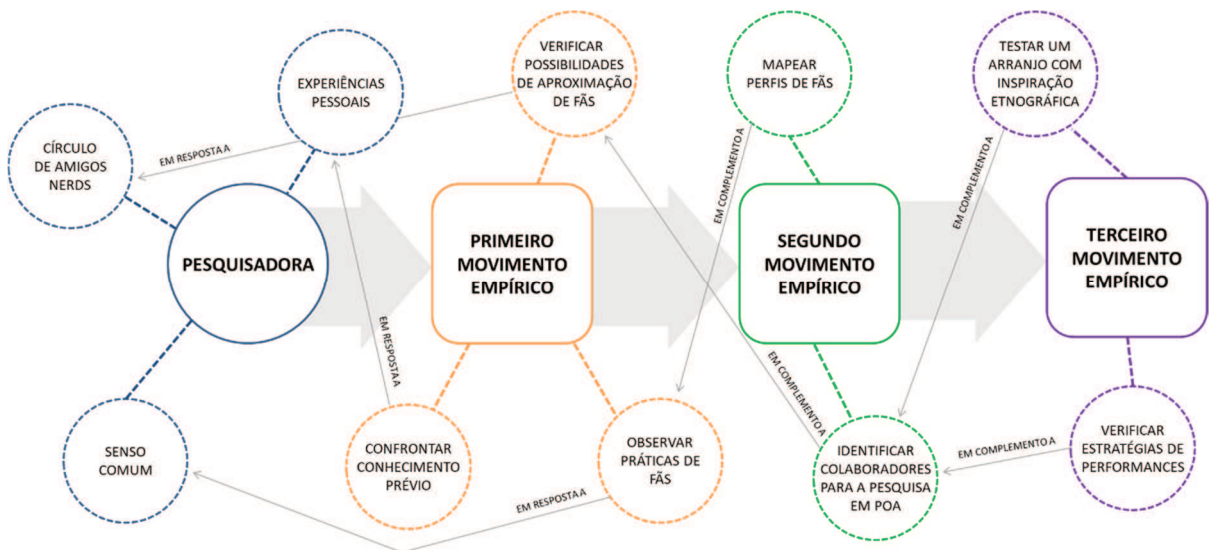 CÍRCULO
DE AMIGOS
NERDS
EXPERIÊNCIAS
PESSOAIS
PESQUISADORA
SENSO
COMUM
EM RESPOSTA A
VERIFICAR
POSSIBILIDADES
DE APROXIMAÇÃO
DE FÃS
PRIMEIRO
MOVIMENTO
EMPÍRICO
EM RESPOSTA A
CONFRONTAR
CONHECIMENTO
PRÉVIO
OBSERVAR
PRÁTICAS DE
FÃS
EM RESPOSTA A
MAPEAR
PERFIS DE FÃS
EM COMPLEMENTO A
SEGUNDO
MOVIMENTO
EMPÍRICO
EM COMPLEMENTO A
IDENTIFICAR
COLABORADORES
PARA A PESQUISA
EM POA
TESTAR UM
ARRANJO COM
INSPIRAÇÃO
ETNOGRÁFICA
EM COMPLEMENTO A
TERCEIRO
MOVIMENTO
EMPÍRICO
EM COMPLEMENTO A
VERIFICAR
ESTRATÉGIAS DE
PERFORMANCES